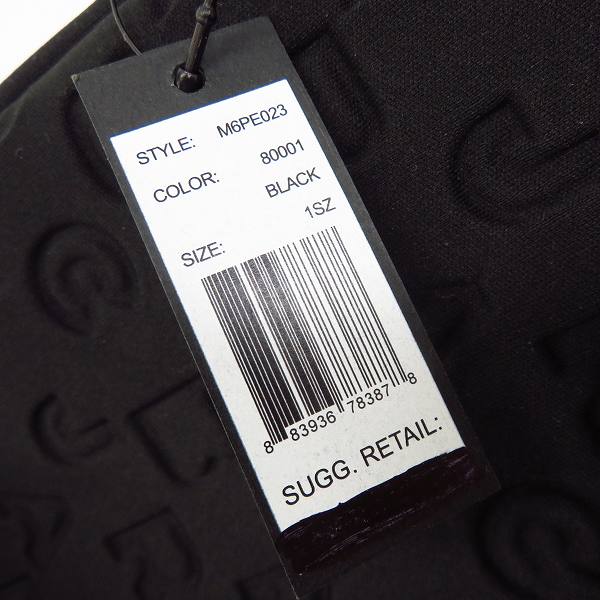 STYLE: M6PE023
COLOR: 80001
BLACK
SIZE: 1SZ
8 83936 78387 8
SUGG. RETAIL: